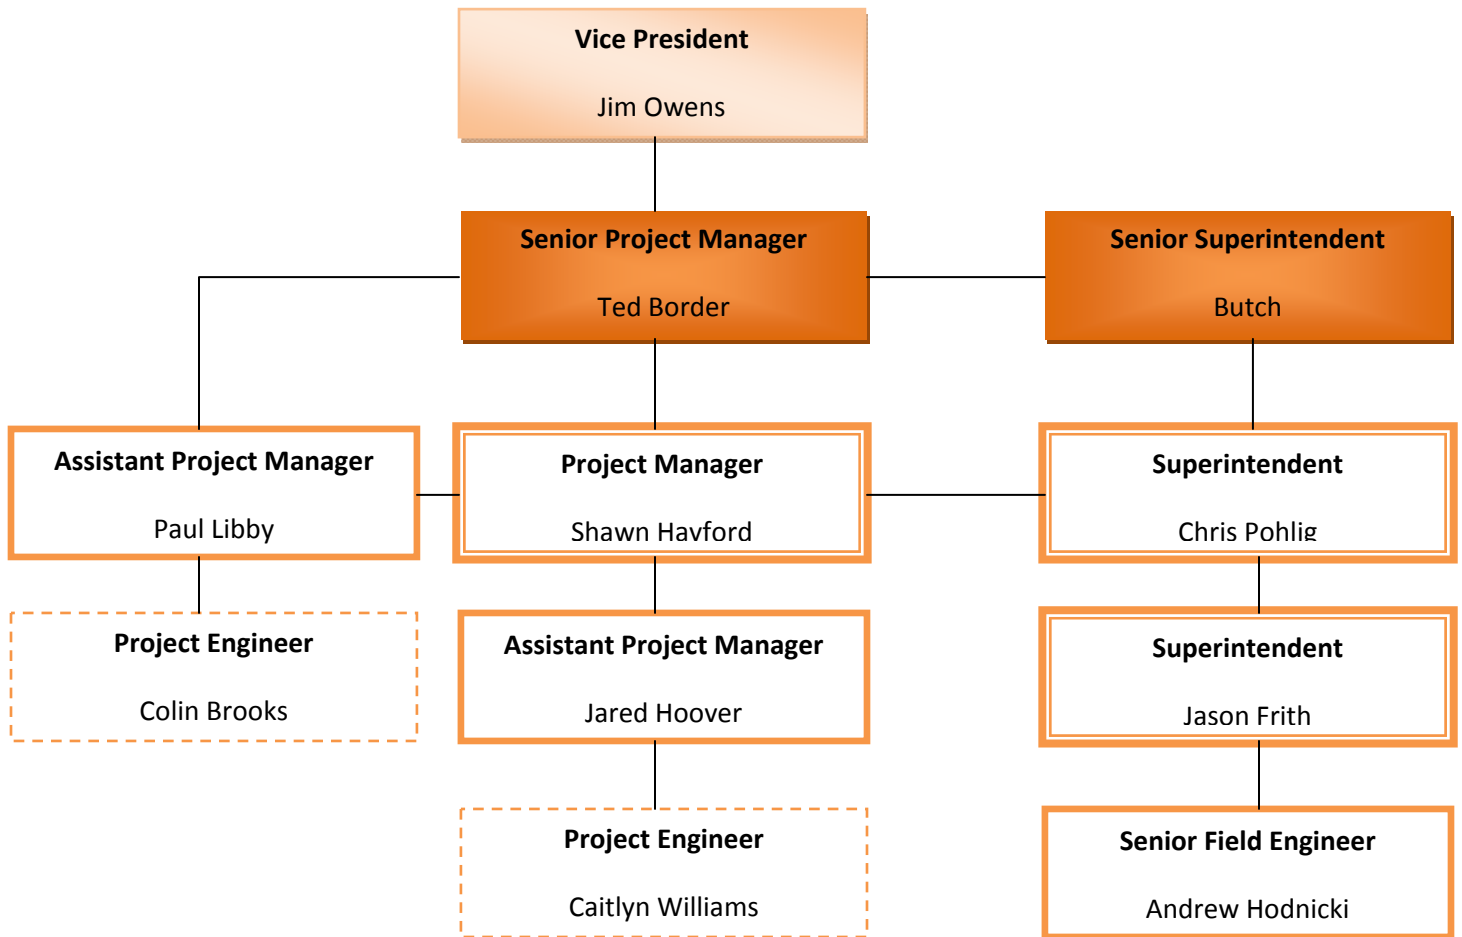 Vice President
Jim Owens
Senior Project Manager
Ted Border
Senior Superintendent
Butch
Assistant Project Manager
Paul Libby
Project Manager
Shawn Hayford
Superintendent
Chris Pohlig
Project Engineer
Colin Brooks
Assistant Project Manager
Jared Hoover
Superintendent
Jason Frith
Project Engineer
Caitlyn Williams
Senior Field Engineer
Andrew Hodnicki